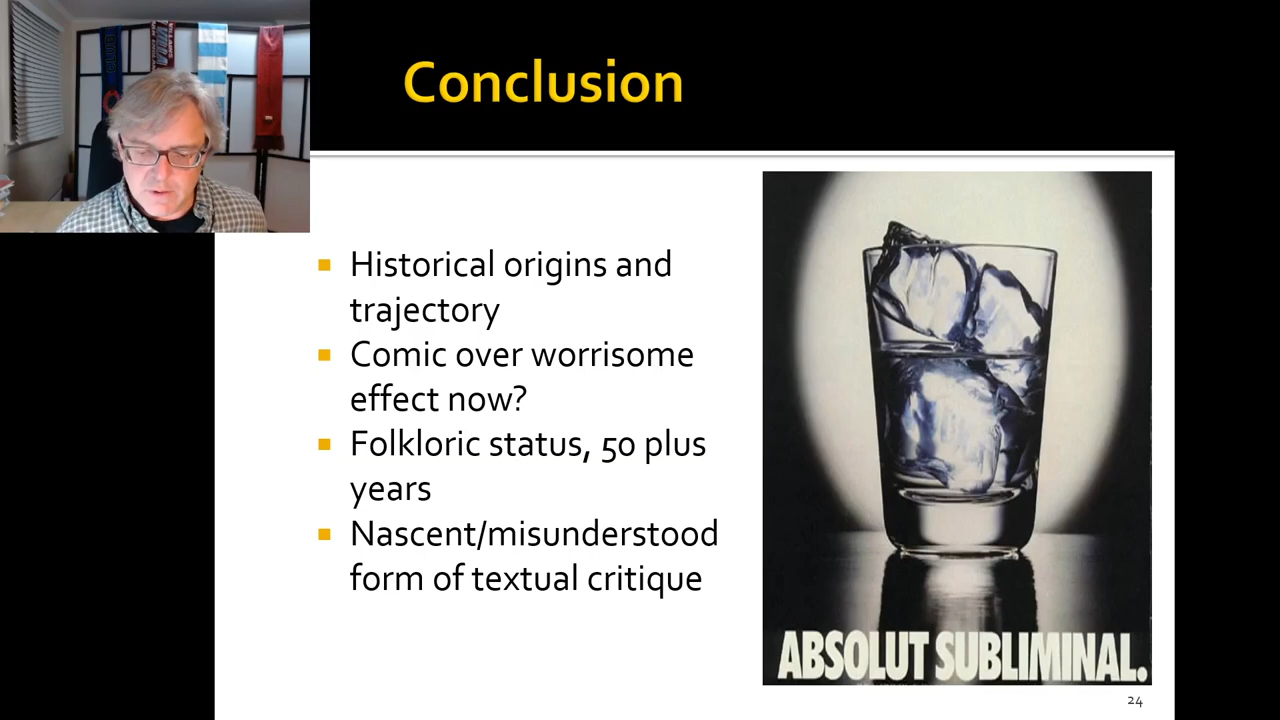 Conclusion
Historical origins and
trajectory
Comic over worrisome
effect now?
Folkloric status, 50 plus
years
Nascent/misunderstood
form of textual critique
ABSOLUT SUBLIMINAL.
24